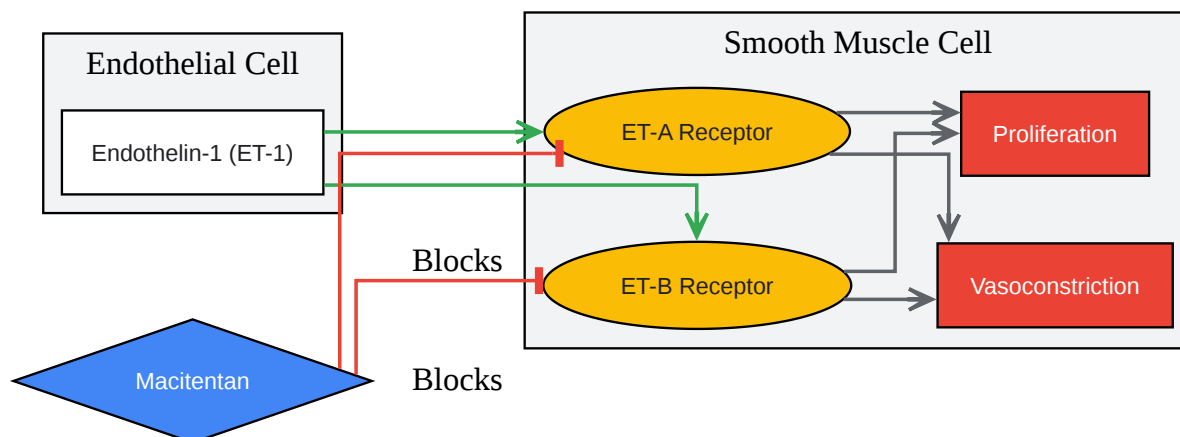 Endothelial Cell
Endothelin-1 (ET-1)
Smooth Muscle Cell
ET-A Receptor
Proliferation
Blocks
ET-B Receptor
Vasoconstriction
Macitentan
Blocks